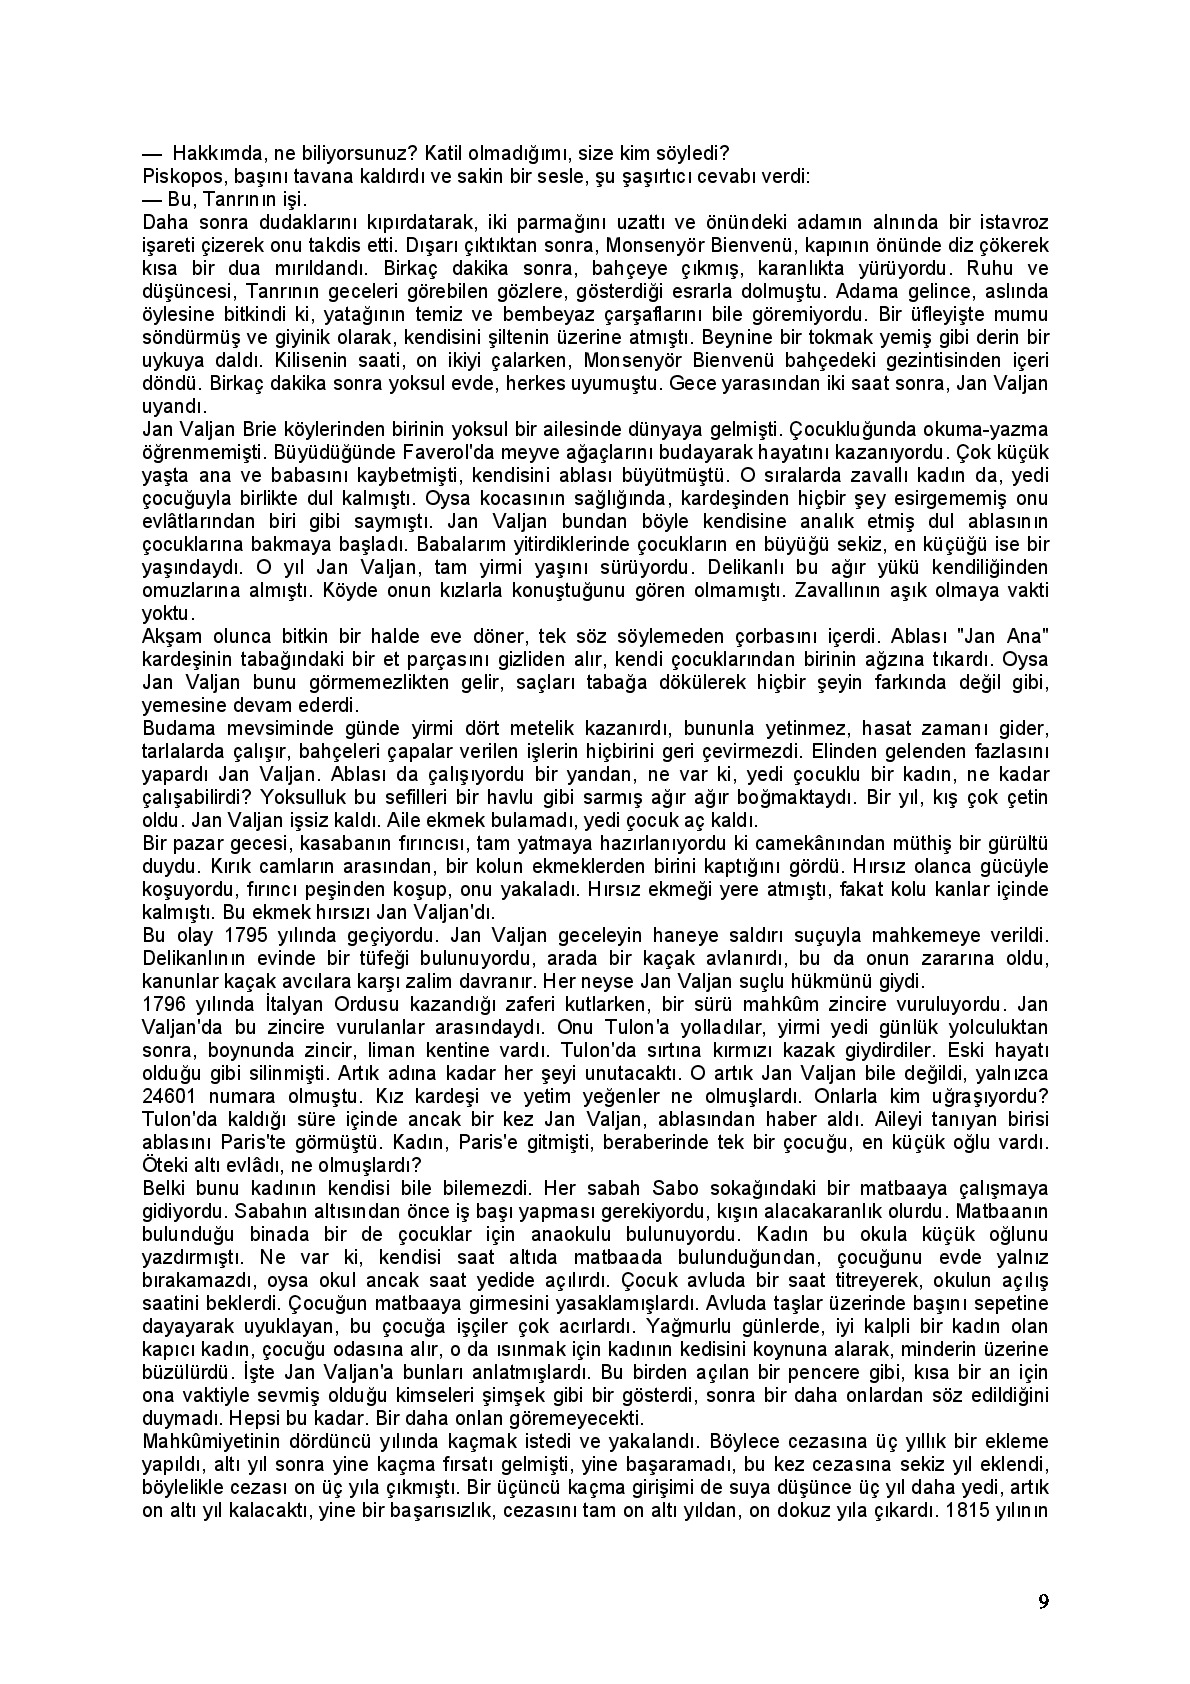 — Hakkımda, ne biliyorsunuz? Katil olmadığımı, size kim söyledi?
Piskopos, başını tavana kaldırdı ve sakin bir sesle, şu şaşırtıcı cevabı verdi:
— Bu, Tanrının işi.
Daha sonra dudaklarını kıpırdatarak, iki parmağını uzattı ve önündeki adamın alnında bir istavroz
işareti çizerek onu takdis etti. Dışarı çıktıktan sonra, Monsenyör Bienvenü, kapının önünde diz çökerek
kısa bir dua mırıldandı. Birkaç dakika sonra, bahçeye çıkmış, karanlıkta yürüyordu. Ruhu ve
düşüncesi, Tanrının geceleri görebilen gözlere, gösterdiği esrarla dolmuştu. Adama gelince, aslında
öylesine bitkindi ki, yatağının temiz ve bembeyaz çarşaflarını bile göremiyordu. Bir üfleyişte mumu
söndürmüş ve giyinik olarak, kendisini şiltenin üzerine atmıştı. Beynine bir tokmak yemiş gibi derin bir
uykuya daldı. Kilisenin saati, on ikiyi çalarken, Monsenyör Bienvenü bahçedeki gezintisinden içeri
döndü. Birkaç dakika sonra yoksul evde, herkes uyumuştu. Gece yarasından iki saat sonra, Jan Valjan
uyandı.
Jan Valjan Brie köylerinden birinin yoksul bir ailesinde dünyaya gelmişti. Çocukluğunda okuma-yazma
öğrenmemişti. Büyüdüğünde Faverol'da meyve ağaçlarını budayarak hayatını kazanıyordu. Çok küçük
yaşta ana ve babasını kaybetmişti, kendisini ablası büyütmüştü. O sıralarda zavallı kadın da, yedi
çocuğuyla birlikte dul kalmıştı. Oysa kocasının sağlığında, kardeşinden hiçbir şey esirgememiş onu
evlâtlarından biri gibi saymıştı. Jan Valjan bundan böyle kendisine analık etmiş dul ablasının
çocuklarına bakmaya başladı. Babalarım yitirdiklerinde çocukların en büyüğü sekiz, en küçüğü ise bir
yaşındaydı. O yıl Jan Valjan, tam yirmi yaşını sürüyordu. Delikanlı bu ağır yükü kendiliğinden
omuzlarına almıştı. Köyde onun kızlarla konuştuğunu gören olmamıştı. Zavallının aşık olmaya vakti
yoktu.
Akşam olunca bitkin bir halde eve döner, tek söz söylemeden çorbasını içerdi. Ablası "Jan Ana"
kardeşinin tabağındaki bir et parçasını gizliden alır, kendi çocuklarından birinin ağzına tıkardı. Oysa
Jan Valjan bunu görmemezlikten gelir, saçları tabağa dökülerek hiçbir şeyin farkında değil gibi,
yemesine devam ederdi.
Budama mevsiminde günde yirmi dört metelik kazanırdı, bununla yetinmez, hasat zamanı gider,
tarlalarda çalışır, bahçeleri çapalar verilen işlerin hiçbirini geri çevirmezdi. Elinden gelenden fazlasını
yapardı Jan Valjan. Ablası da çalışıyordu bir yandan, ne var ki, yedi çocuklu bir kadın, ne kadar
çalışabilirdi? Yoksulluk bu sefilleri bir havlu gibi sarmış ağır ağır boğmaktaydı. Bir yıl, kış çok çetin
oldu. Jan Valjan işsiz kaldı. Aile ekmek bulamadı, yedi çocuk aç kaldı.
Bir pazar gecesi, kasabanın fırıncısı, tam yatmaya hazırlanıyordu ki camekânından müthiş bir gürültü
duydu. Kırık camların arasından, bir kolun ekmeklerden birini kaptığını gördü. Hırsız olanca gücüyle
koşuyordu, fırıncı peşinden koşup, onu yakaladı. Hırsız ekmeği yere atmıştı, fakat kolu kanlar içinde
kalmıştı. Bu ekmek hırsızı Jan Valjan'dı.
Bu olay 1795 yılında geçiyordu. Jan Valjan geceleyin haneye saldırı suçuyla mahkemeye verildi.
Delikanlının evinde bir tüfeği bulunuyordu, arada bir kaçak avlanırdı, bu da onun zararına oldu,
kanunlar kaçak avcılara karşı zalim davranır. Her neyse Jan Valjan suçlu hükmünü giydi.
1796 yılında İtalyan Ordusu kazandığı zaferi kutlarken, bir sürü mahkûm zincire vuruluyordu. Jan
Valjan'da bu zincire vurulanlar arasındaydı. Onu Tulon'a yolladılar, yirmi yedi günlük yolculuktan
sonra, boynunda zincir, liman kentine vardı. Tulon'da sırtına kırmızı kazak giydirdiler. Eski hayatı
olduğu gibi silinmişti. Artık adına kadar her şeyi unutacaktı. O artık Jan Valjan bile değildi, yalnızca
24601 numara olmuştu. Kız kardeşi ve yetim yeğenler ne olmuşlardı. Onlarla kim uğraşıyordu?
Tulon'da kaldığı süre içinde ancak bir kez Jan Valjan, ablasından haber aldı. Aileyi tanıyan birisi
ablasını Paris'te görmüştü. Kadın, Paris'e gitmişti, beraberinde tek bir çocuğu, en küçük oğlu vardı.
Öteki altı evlâdı, ne olmuşlardı?
Belki bunu kadının kendisi bile bilemezdi. Her sabah Sabo sokağındaki bir matbaaya çalışmaya
gidiyordu. Sabahın altısından önce iş başı yapması gerekiyordu, kışın alacakaranlık olurdu. Matbaanın
bulunduğu binada bir de çocuklar için anaokulu bulunuyordu. Kadın bu okula küçük oğlunu
yazdırmıştı. Ne var ki, kendisi saat altıda matbaada bulunduğundan, çocuğunu evde yalnız
bırakamazdı, oysa okul ancak saat yedide açılırdı. Çocuk avluda bir saat titreyerek, okulun açılış
saatini beklerdi. Çocuğun matbaaya girmesini yasaklamışlardı. Avluda taşlar üzerinde başını sepetine
dayayarak uyuklayan, bu çocuğa işçiler çok acırlardı. Yağmurlu günlerde, iyi kalpli bir kadın olan
kapıcı kadın, çocuğu odasına alır, o da ısınmak için kadının kedisini koynuna alarak, minderin üzerine
büzülürdü. İşte Jan Valjan'a bunları anlatmışlardı. Bu birden açılan bir pencere gibi, kısa bir an için
ona vaktiyle sevmiş olduğu kimseleri şimşek gibi bir gösterdi, sonra bir daha onlardan söz edildiğini
duymadı. Hepsi bu kadar. Bir daha onlan göremeyecekti.
Mahkûmiyetinin dördüncü yılında kaçmak istedi ve yakalandı. Böylece cezasına üç yıllık bir ekleme
yapıldı, altı yıl sonra yine kaçma fırsatı gelmişti, yine başaramadı, bu kez cezasına sekiz yıl eklendi,
böylelikle cezası on üç yıla çıkmıştı. Bir üçüncü kaçma girişimi de suya düşünce üç yıl daha yedi, artık
on altı yıl kalacaktı, yine bir başarısızlık, cezasını tam on altı yıldan, on dokuz yıla çıkardı. 1815 yılının
9